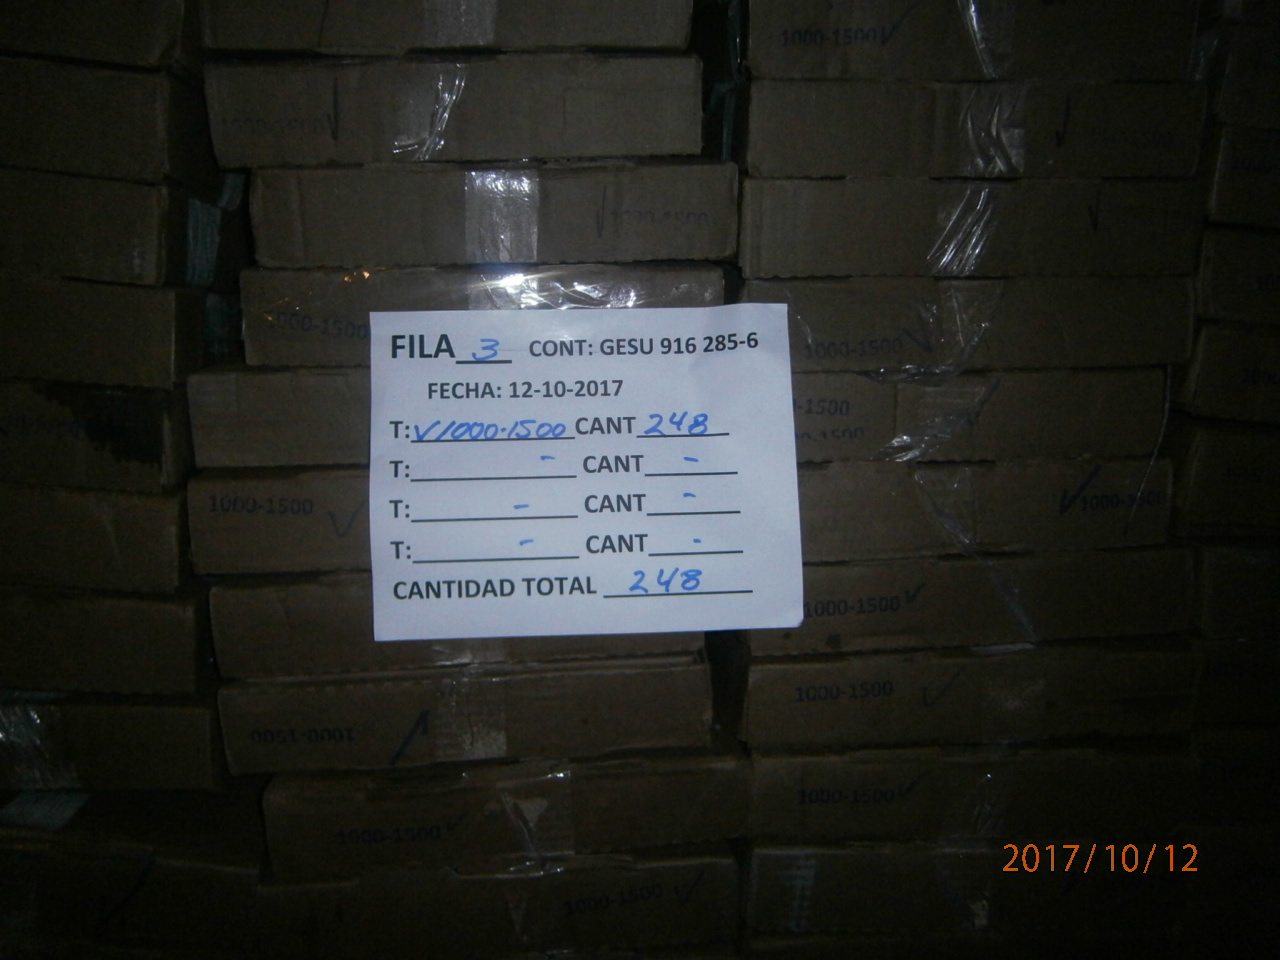 1000-1500✓
1000-1500 ✓
✓
✓ 1000-1500
✓
1000-1500
1000-1500 ✓
FILA 3 CONT: GESU 916 285-6
FECHA: 12-10-2017
T: ✓1000-1500 CANT 248
T: - CANT -
T: - CANT -
T: - CANT -
CANTIDAD TOTAL 248
-1500
1000-1500 ✓
✓ 1000-1500
1000-1500 ✓
1000-1500 ✓
1000-1500 ✓
1000-1500 ✓
1000-1500 ✓
1000-1500 ✓
2017/10/12